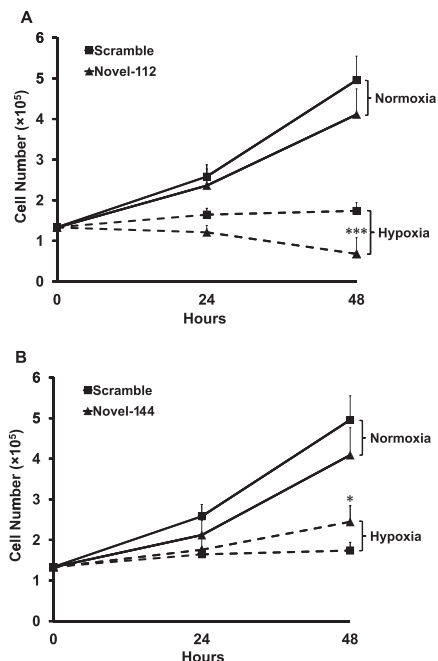 A
6
Scramble
Novel-112
5
Normoxia
4
Cell Number (×10⁵)
3
2
***
Hypoxia
1
0
0 24 48
Hours
B
6
Scramble
Novel-144
5
Normoxia
4
Cell Number (×10⁵)
3
*
2
Hypoxia
1
0
0 24 48
Hours